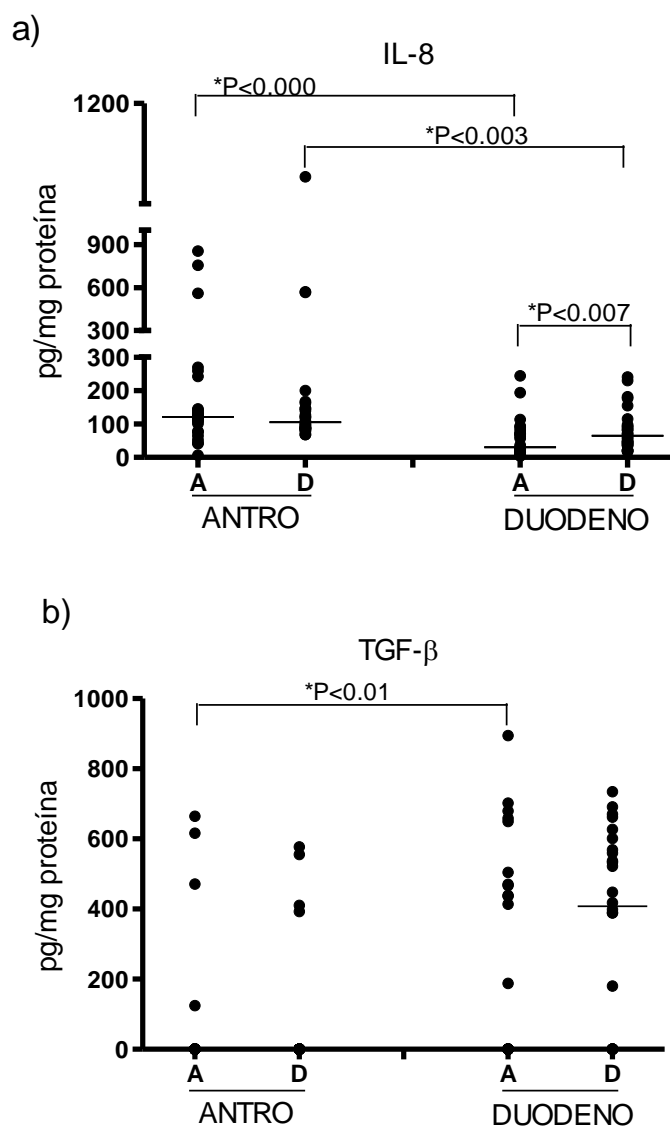 a)
IL-8
*P<0.000
1200
*P<0.003
900
600
*P<0.007
300
300
200
100
0
pg/mg proteína
A D A D
ANTRO DUODENO
b)
TGF-β
*P<0.01
1000
800
600
400
200
0
pg/mg proteína
A D A D
ANTRO DUODENO